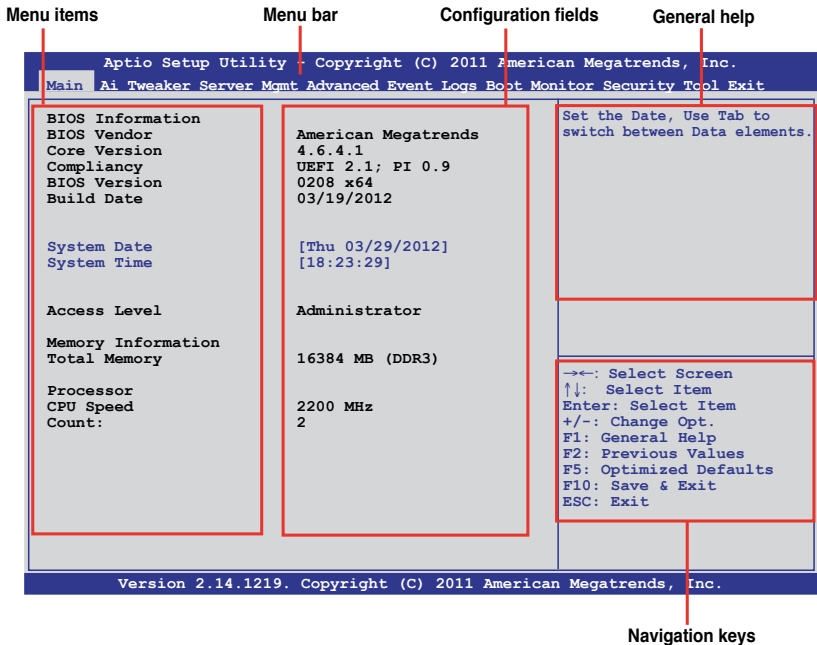 Menu items Menu bar Configuration fields General help
Aptio Setup Utility - Copyright (C) 2011 American Megatrends, Inc.
Main Ai Tweaker Server Mgmt Advanced Event Logs Boot Monitor Security Tool Exit
BIOS Information
BIOS Vendor American Megatrends
Core Version 4.6.4.1
Compliancy UEFI 2.1; PI 0.9
BIOS Version 0208 x64
Build Date 03/19/2012
System Date [Thu 03/29/2012]
System Time [18:23:29]
Access Level Administrator
Memory Information
Total Memory 16384 MB (DDR3)
Processor
CPU Speed 2200 MHz
Count: 2
Set the Date, Use Tab to
switch between Data elements.
→←: Select Screen
↑↓: Select Item
Enter: Select Item
+/-: Change Opt.
F1: General Help
F2: Previous Values
F5: Optimized Defaults
F10: Save & Exit
ESC: Exit
Version 2.14.1219. Copyright (C) 2011 American Megatrends, Inc.
Navigation keys